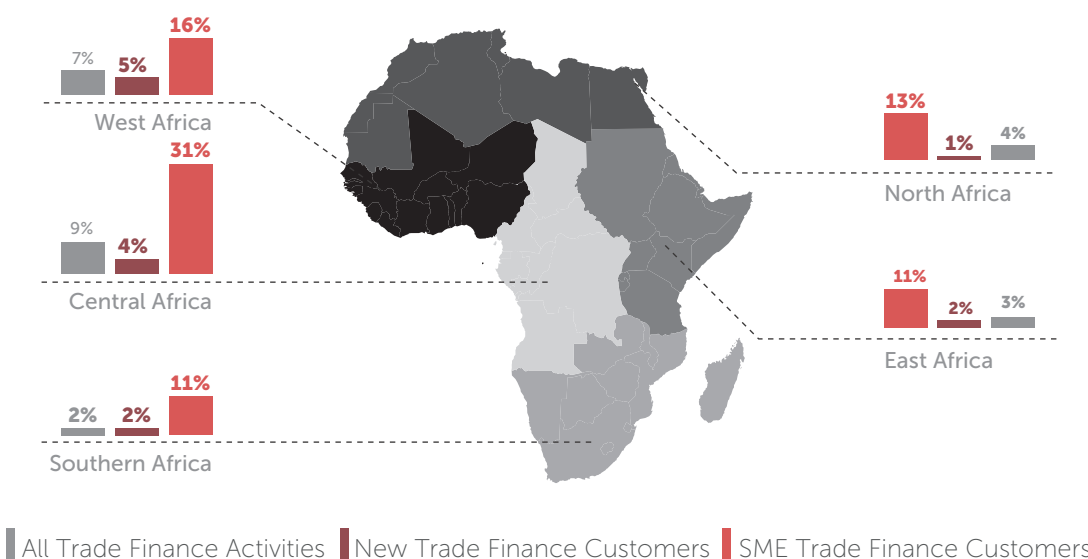 16%
7%
5%
West Africa
31%
9%
4%
Central Africa
11%
2%
2%
Southern Africa
13%
1%
4%
North Africa
11%
2%
3%
East Africa
All Trade Finance Activities
New Trade Finance Customers
SME Trade Finance Customers